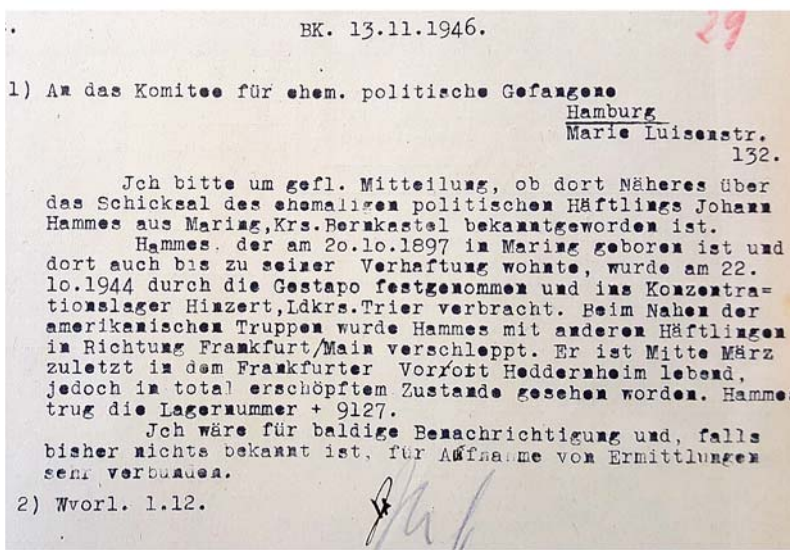 BK. 13.11.1946.
29
1) An das Komitee für ehem. politische Gefangene
Hamburg
Marie Luisenstr.
132.
Jch bitte um gefl. Mitteilung, ob dort Näheres über
das Schicksal des ehemaligen politischen Häftlings Johann
Hammes aus Maring,Krs.Bernkastel bekanntgeworden ist.
Hammes, der am 2o.1o.1897 in Maring geboren ist und
dort auch bis zu seiner Verhaftung wohnte, wurde am 22.
1o.1944 durch die Gestapo festgenommen und ins Konzentra=
tionslager Hinzert,Ldkrs.Trier verbracht. Beim Nahen der
amerikanischen Truppen wurde Hammes mit anderen Häftlingen
in Richtung Frankfurt/Main verschleppt. Er ist Mitte März
zuletzt in dem Frankfurter Vorort Heddernheim lebend,
jedoch in total erschöpftem Zustande gesehen worden. Hammes
trug die Lagernummer + 9127.
Jch wäre für baldige Benachrichtigung und, falls
bisher nichts bekannt ist, für Aufnahme von Ermittlungen
sehr verbunden.
2) Wvorl. 1.12.